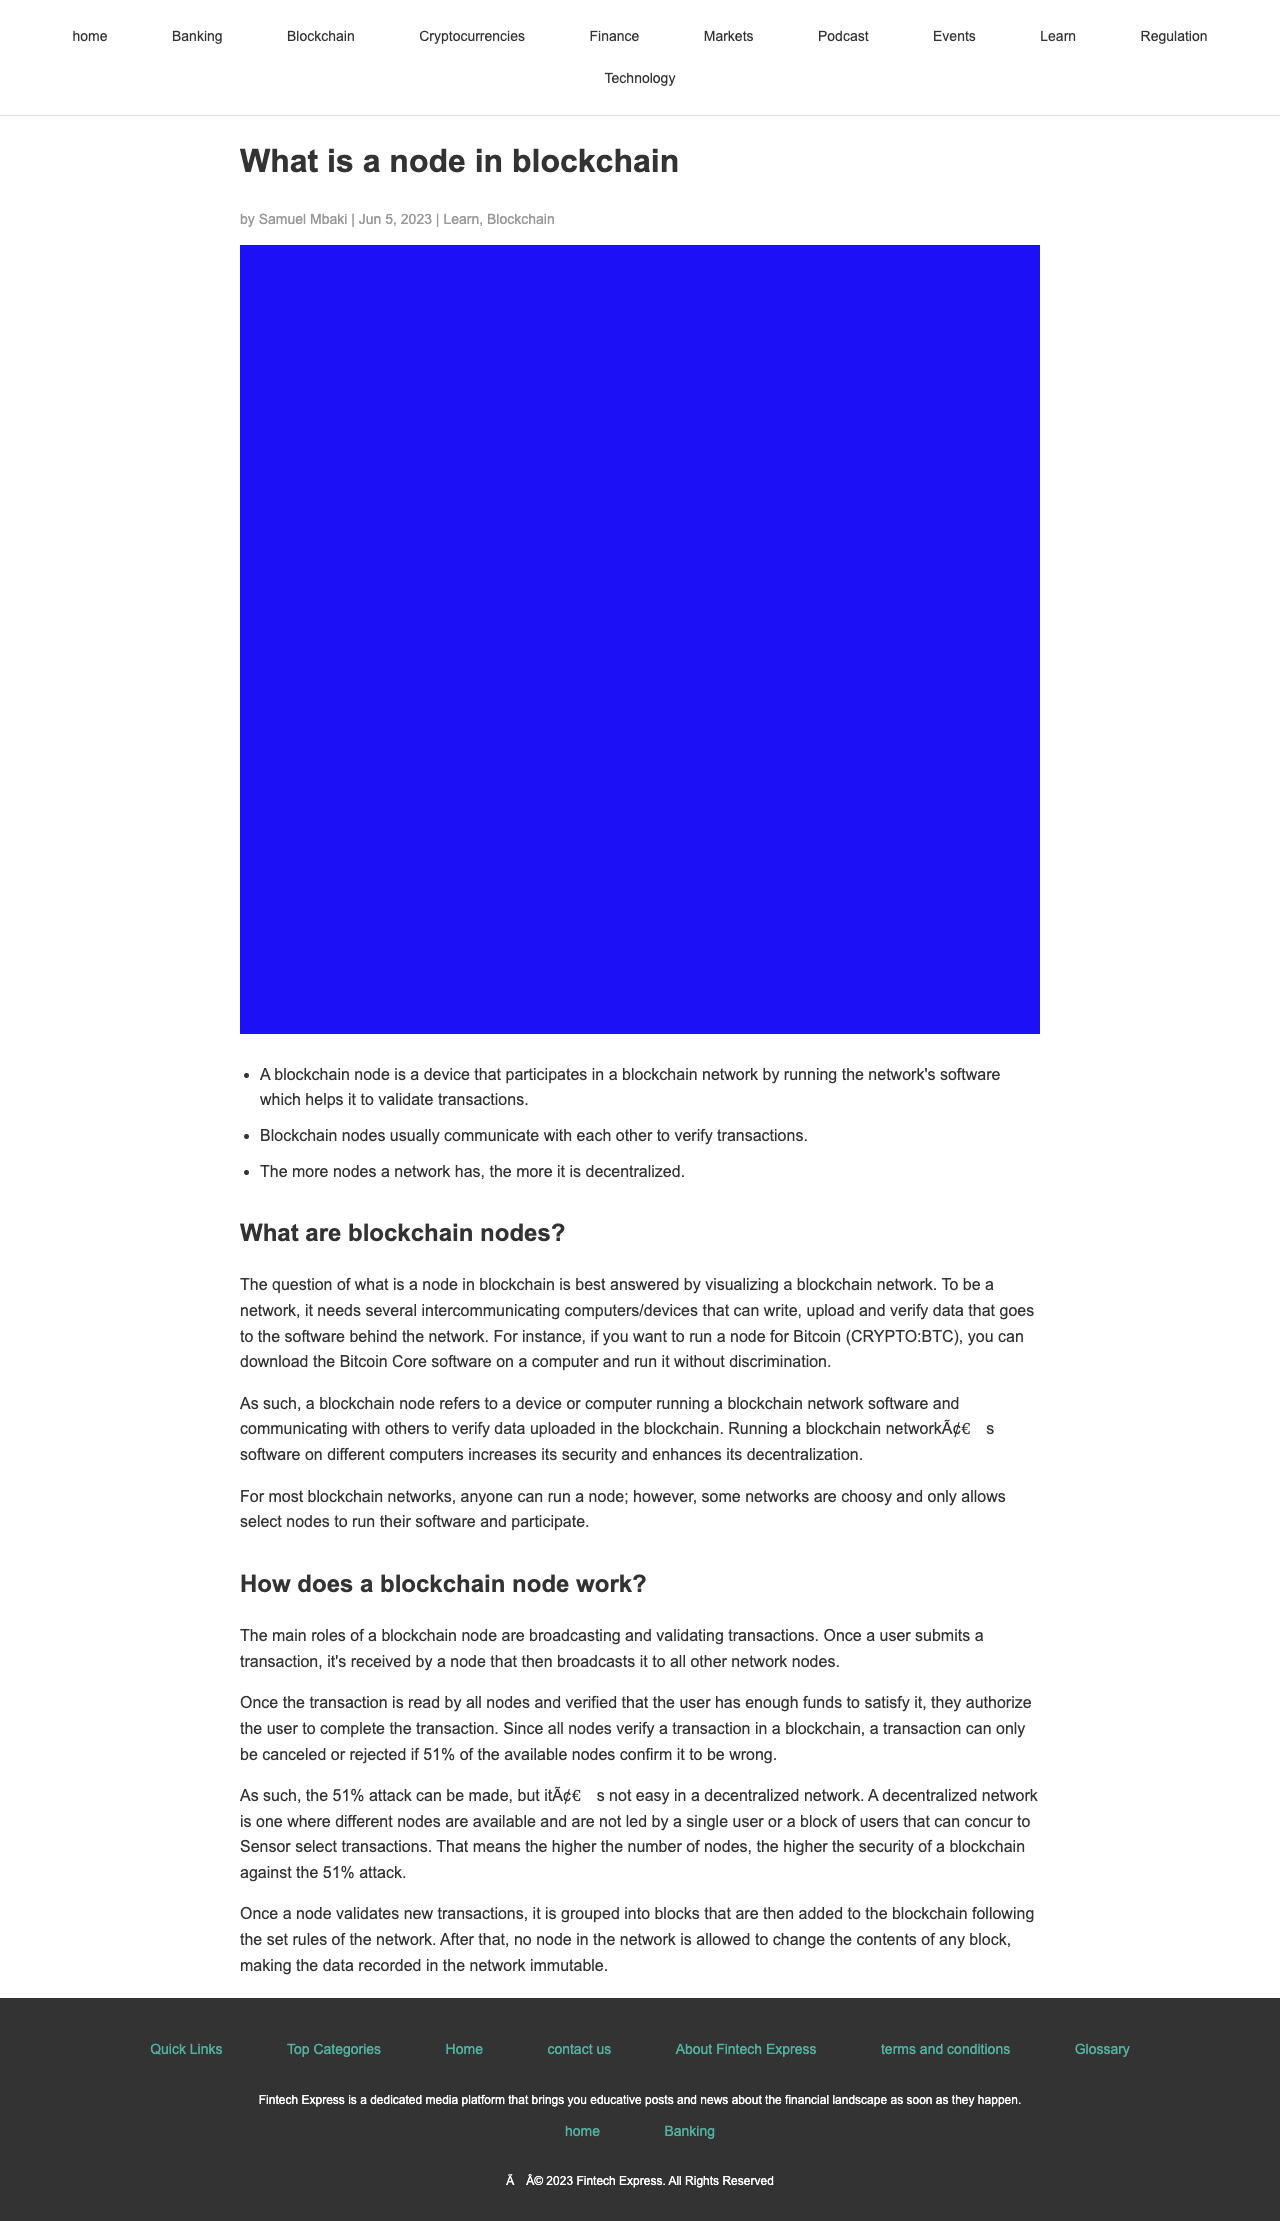 home Banking Blockchain Cryptocurrencies Finance Markets Podcast Events Learn Regulation
Technology
What is a node in blockchain
by Samuel Mbaki | Jun 5, 2023 | Learn, Blockchain
• A blockchain node is a device that participates in a blockchain network by running the network's software
which helps it to validate transactions.
• Blockchain nodes usually communicate with each other to verify transactions.
• The more nodes a network has, the more it is decentralized.
What are blockchain nodes?
The question of what is a node in blockchain is best answered by visualizing a blockchain network. To be a
network, it needs several intercommunicating computers/devices that can write, upload and verify data that goes
to the software behind the network. For instance, if you want to run a node for Bitcoin (CRYPTO:BTC), you can
download the Bitcoin Core software on a computer and run it without discrimination.
As such, a blockchain node refers to a device or computer running a blockchain network software and
communicating with others to verify data uploaded in the blockchain. Running a blockchain networkÃ¢€ s
software on different computers increases its security and enhances its decentralization.
For most blockchain networks, anyone can run a node; however, some networks are choosy and only allows
select nodes to run their software and participate.
How does a blockchain node work?
The main roles of a blockchain node are broadcasting and validating transactions. Once a user submits a
transaction, it's received by a node that then broadcasts it to all other network nodes.
Once the transaction is read by all nodes and verified that the user has enough funds to satisfy it, they authorize
the user to complete the transaction. Since all nodes verify a transaction in a blockchain, a transaction can only
be canceled or rejected if 51% of the available nodes confirm it to be wrong.
As such, the 51% attack can be made, but itÃ¢€ s not easy in a decentralized network. A decentralized network
is one where different nodes are available and are not led by a single user or a block of users that can concur to
Sensor select transactions. That means the higher the number of nodes, the higher the security of a blockchain
against the 51% attack.
Once a node validates new transactions, it is grouped into blocks that are then added to the blockchain following
the set rules of the network. After that, no node in the network is allowed to change the contents of any block,
making the data recorded in the network immutable.
Quick Links Top Categories Home contact us About Fintech Express terms and conditions Glossary
Fintech Express is a dedicated media platform that brings you educative posts and news about the financial landscape as soon as they happen.
home Banking
Ã Â© 2023 Fintech Express. All Rights Reserved